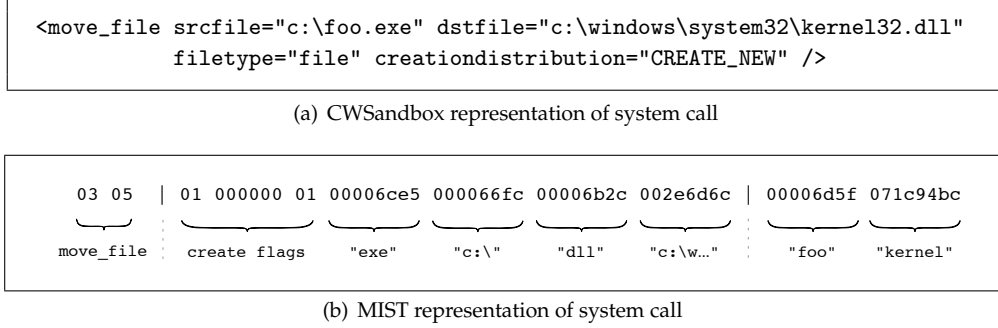 <move_file srcfile="c:\foo.exe" dstfile="c:\windows\system32\kernel32.dll"
filetype="file" creationdistribution="CREATE_NEW" />
(a) CWSandbox representation of system call
03 05 | 01 000000 01 00006ce5 000066fc 00006b2c 002e6d6c | 00006d5f 071c94bc
move_file create flags "exe" "c:\" "dll" "c:\w…" "foo" "kernel"
(b) MIST representation of system call